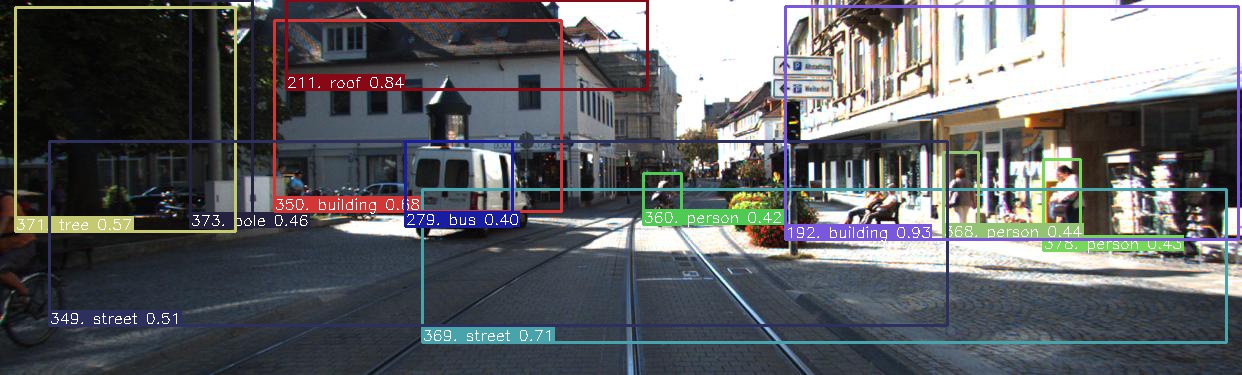 211. roof 0.84
Altstadtring
Weiterhof
350. building 0.68
371. tree 0.57
373. pole 0.46
279. bus 0.40
360. person 0.42
192. building 0.93
368. person 0.44
378. person 0.43
349. street 0.51
369. street 0.71